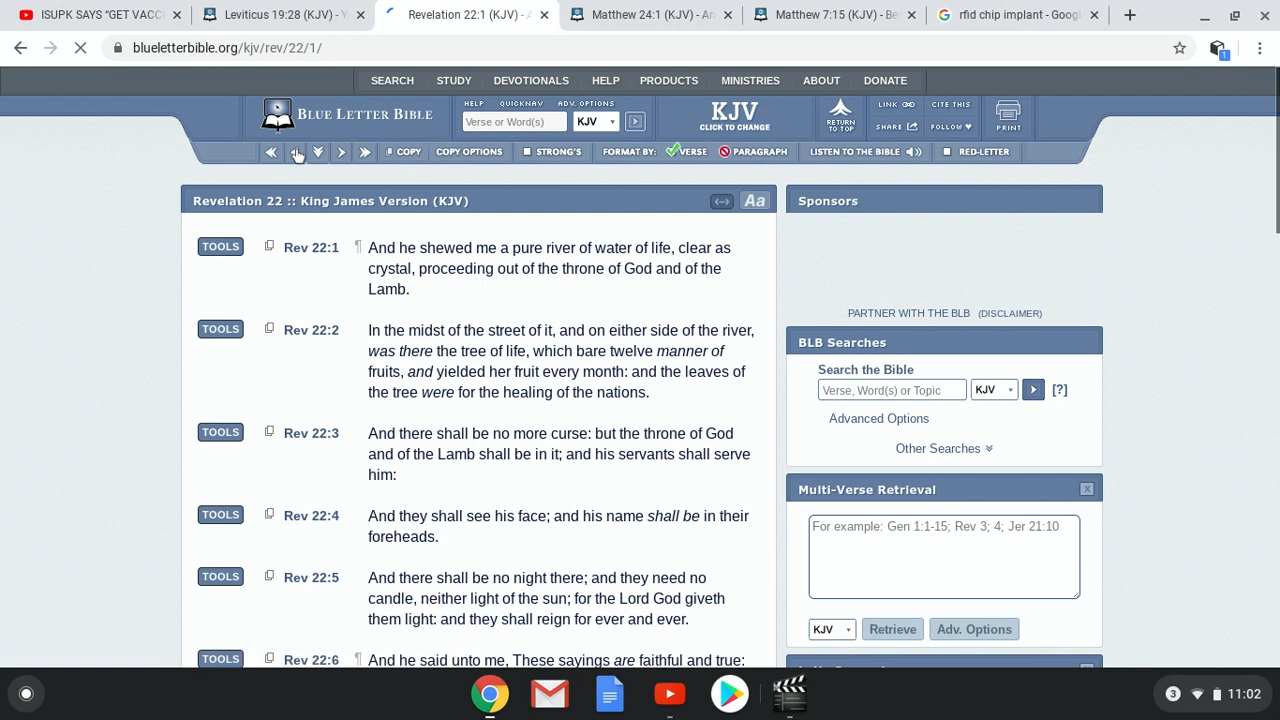 ISUPK SAYS "GET VACC
Leviticus 19:28 (KJV) - Y
Revelation 22:1 (KJV) - A
Matthew 24:1 (KJV) - An
Matthew 7:15 (KJV) - Be
rfid chip implant - Goog
blueletterbible.org/kjv/rev/22/1/
1
SEARCH STUDY DEVOTIONALS HELP PRODUCTS MINISTRIES ABOUT DONATE
BLUE LETTER BIBLE
HELP QUICKNAV ADV. OPTIONS
Verse or Word(s) KJV
KJV
CLICK TO CHANGE
RETURN TO TOP
LINK CITE THIS
SHARE FOLLOW
PRINT
COPY COPY OPTIONS STRONG'S FORMAT BY: VERSE PARAGRAPH LISTEN TO THE BIBLE RED-LETTER
Revelation 22 :: King James Version (KJV) Aa
TOOLS Rev 22:1 ¶ And he shewed me a pure river of water of life, clear as
crystal, proceeding out of the throne of God and of the
Lamb.
TOOLS Rev 22:2 In the midst of the street of it, and on either side of the river,
was there the tree of life, which bare twelve manner of
fruits, and yielded her fruit every month: and the leaves of
the tree were for the healing of the nations.
TOOLS Rev 22:3 And there shall be no more curse: but the throne of God
and of the Lamb shall be in it; and his servants shall serve
him:
TOOLS Rev 22:4 And they shall see his face; and his name shall be in their
foreheads.
TOOLS Rev 22:5 And there shall be no night there; and they need no
candle, neither light of the sun; for the Lord God giveth
them light: and they shall reign for ever and ever.
TOOLS Rev 22:6 ¶ And he said unto me, These sayings are faithful and true:
Sponsors
PARTNER WITH THE BLB (DISCLAIMER)
BLB Searches
Search the Bible
Verse, Word(s) or Topic KJV [?]
Advanced Options
Other Searches
Multi-Verse Retrieval x
For example: Gen 1:1-15; Rev 3; 4; Jer 21:10
KJV Retrieve Adv. Options
3 11:02